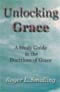 Unlocking
Grace
A Study Guide
in the
Doctrines of Grace
Roger L. Smalling